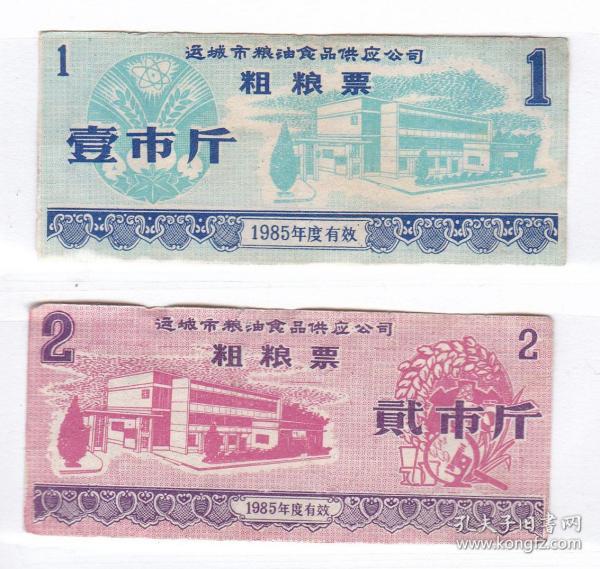 1
运城市粮油食品供应公司
粗粮票
1
壹市斤
1985年度有效
2
运城市粮油食品供应公司
粗粮票
2
貳市斤
1985年度有效
孔夫子旧书网
www.kongfz.com